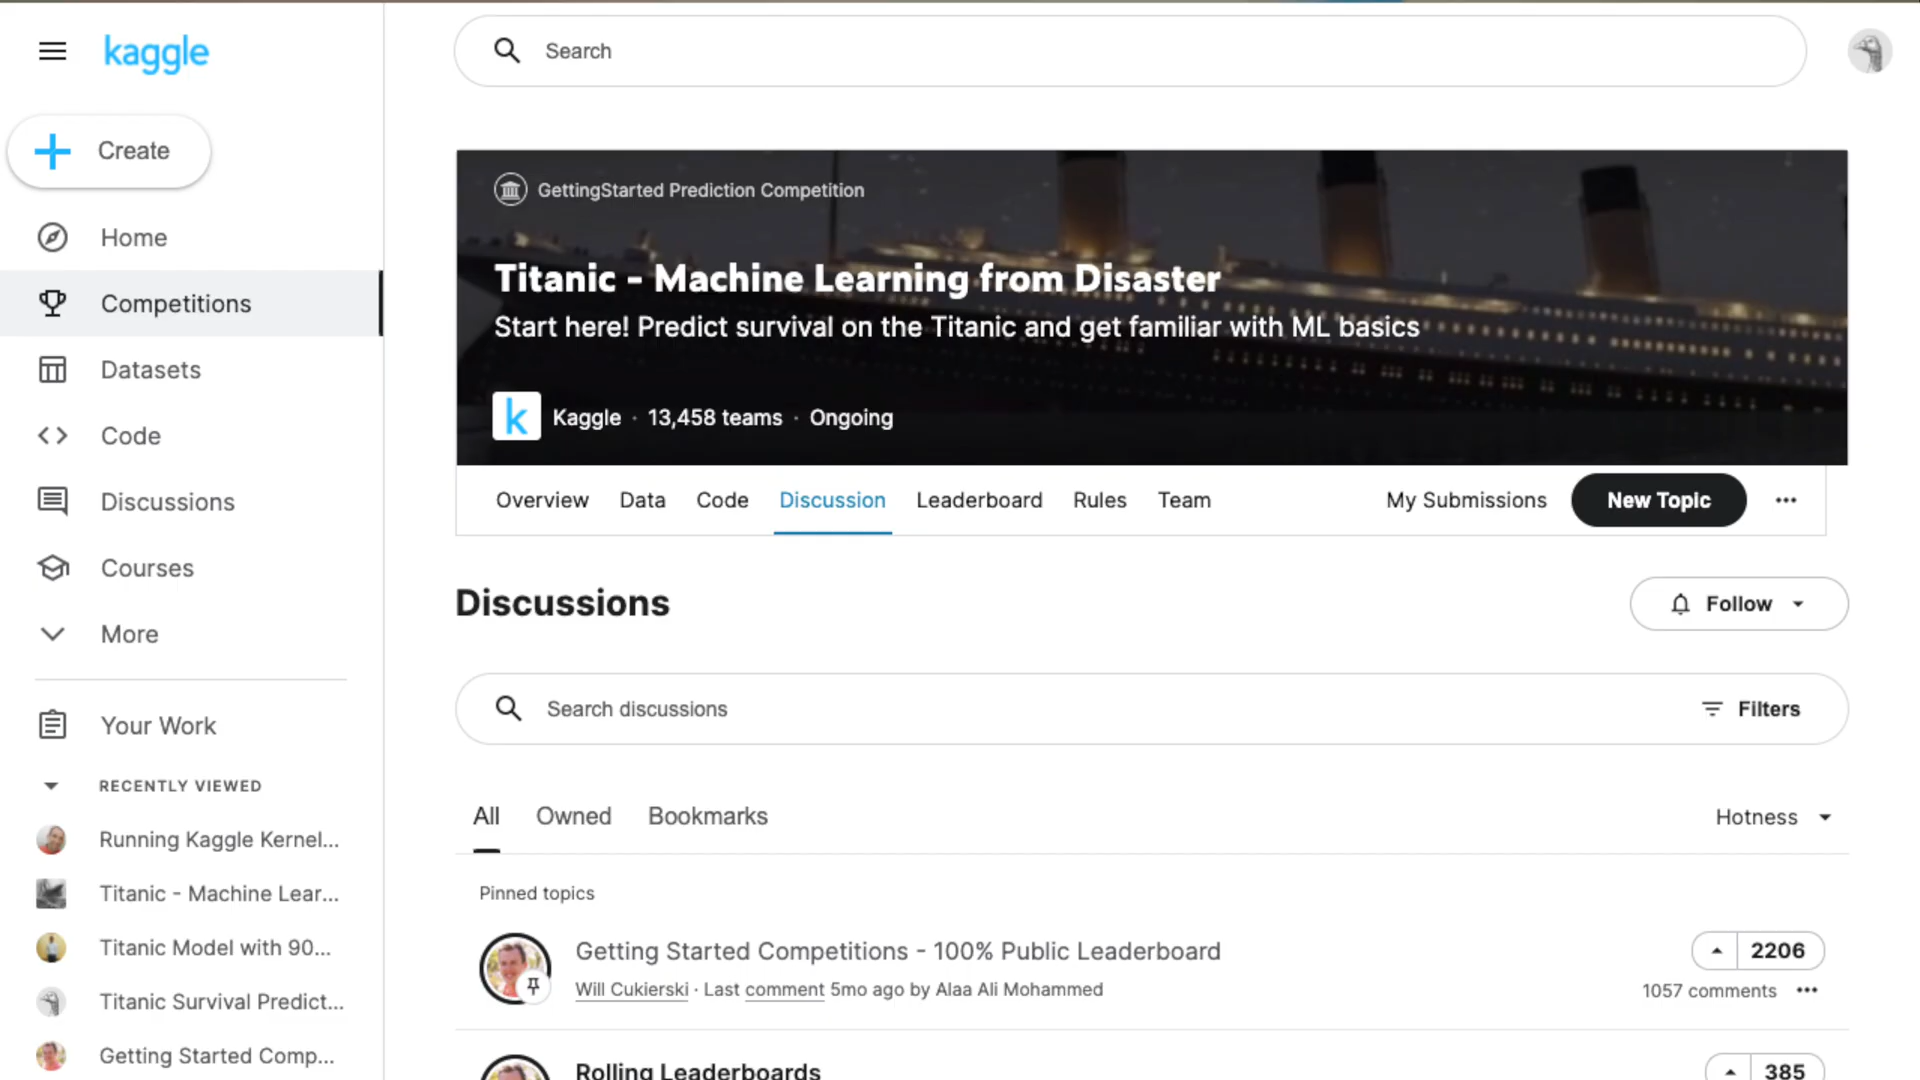 kaggle
Search
Create
Home
Competitions
Datasets
Code
Discussions
Courses
More
Your Work
RECENTLY VIEWED
Running Kaggle Kernel...
Titanic - Machine Lear...
Titanic Model with 90...
Titanic Survival Predict...
Getting Started Comp...
GettingStarted Prediction Competition
Titanic - Machine Learning from Disaster
Start here! Predict survival on the Titanic and get familiar with ML basics
k Kaggle · 13,458 teams · Ongoing
Overview Data Code Discussion Leaderboard Rules Team My Submissions New Topic
Discussions
Follow
Search discussions
Filters
All Owned Bookmarks Hotness
Pinned topics
Getting Started Competitions - 100% Public Leaderboard
2206
Will Cukierski · Last comment 5mo ago by Alaa Ali Mohammed
1057 comments
Rolling Leaderboards
385